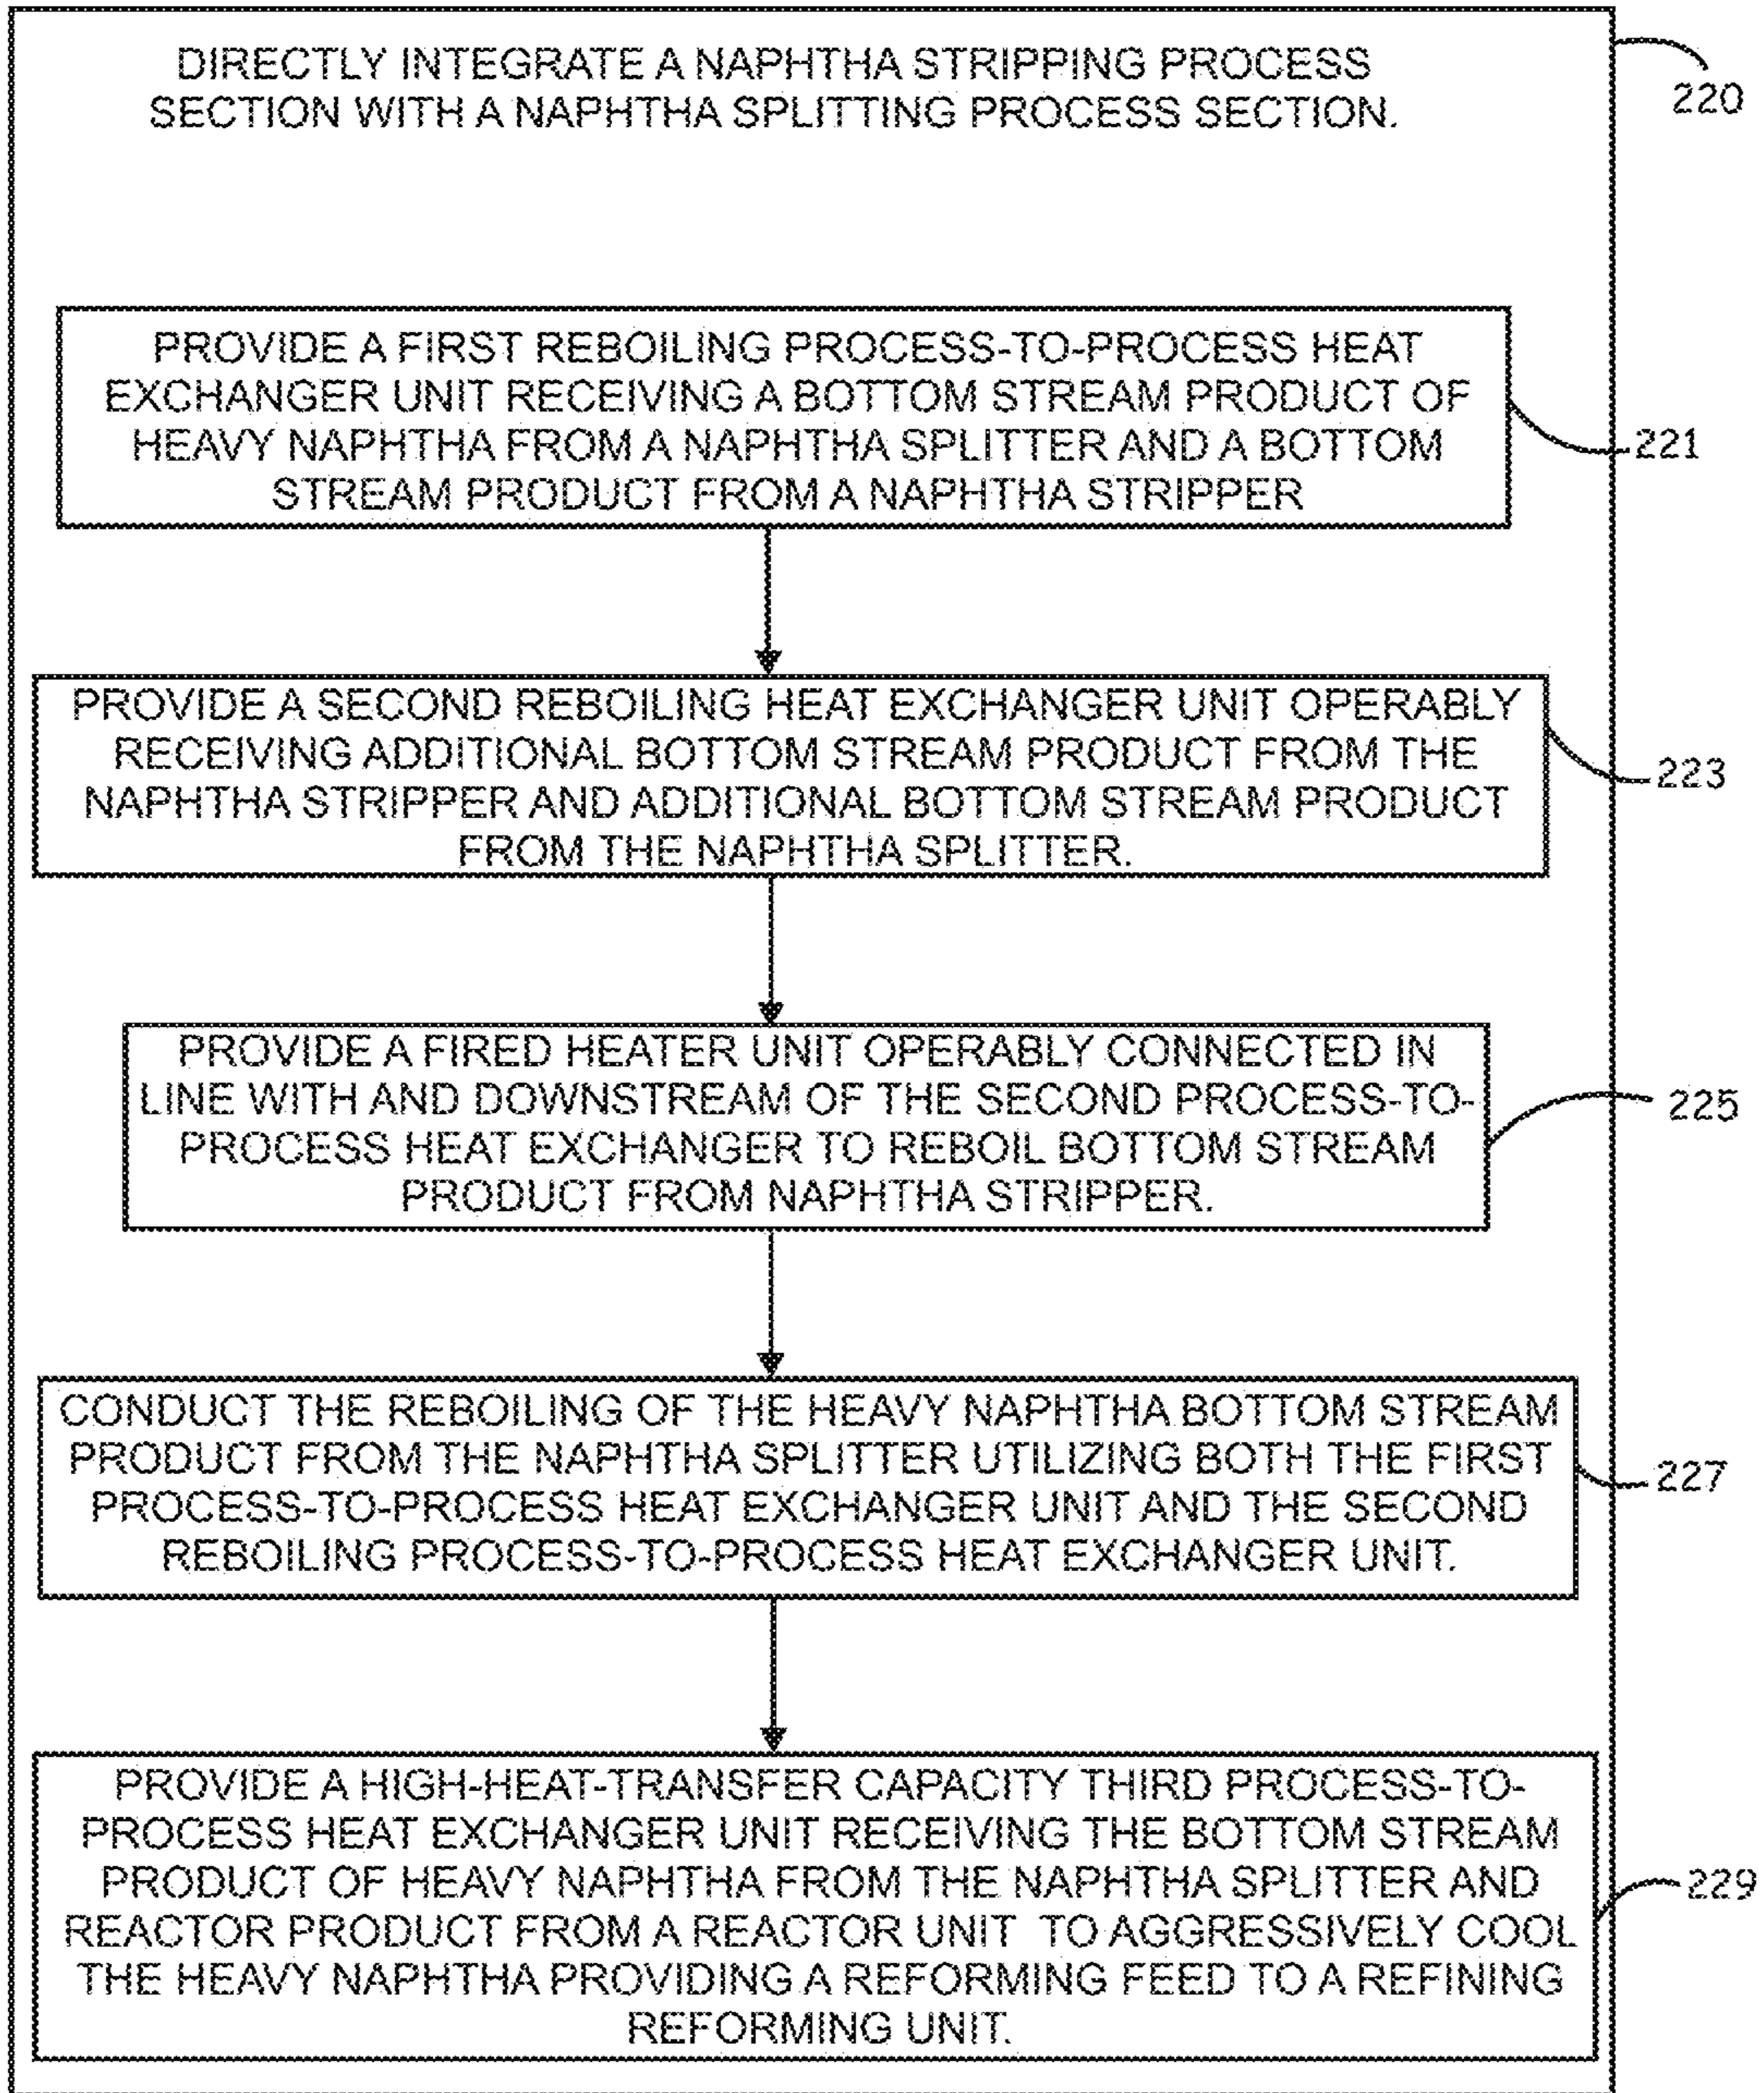 DIRECTLY INTEGRATE A NAPHTHA STRIPPING PROCESS
SECTION WITH A NAPHTHA SPLITTING PROCESS SECTION.
220
PROVIDE A FIRST REBOILING PROCESS-TO-PROCESS HEAT
EXCHANGER UNIT RECEIVING A BOTTOM STREAM PRODUCT OF
HEAVY NAPHTHA FROM A NAPHTHA SPLITTER AND A BOTTOM
STREAM PRODUCT FROM A NAPHTHA STRIPPER
221
PROVIDE A SECOND REBOILING HEAT EXCHANGER UNIT OPERABLY
RECEIVING ADDITIONAL BOTTOM STREAM PRODUCT FROM THE
NAPHTHA STRIPPER AND ADDITIONAL BOTTOM STREAM PRODUCT
FROM THE NAPHTHA SPLITTER.
223
PROVIDE A FIRED HEATER UNIT OPERABLY CONNECTED IN
LINE WITH AND DOWNSTREAM OF THE SECOND PROCESS-TO-
PROCESS HEAT EXCHANGER TO REBOIL BOTTOM STREAM
PRODUCT FROM NAPHTHA STRIPPER.
225
CONDUCT THE REBOILING OF THE HEAVY NAPHTHA BOTTOM STREAM
PRODUCT FROM THE NAPHTHA SPLITTER UTILIZING BOTH THE FIRST
PROCESS-TO-PROCESS HEAT EXCHANGER UNIT AND THE SECOND
REBOILING PROCESS-TO-PROCESS HEAT EXCHANGER UNIT.
227
PROVIDE A HIGH-HEAT-TRANSFER CAPACITY THIRD PROCESS-TO-
PROCESS HEAT EXCHANGER UNIT RECEIVING THE BOTTOM STREAM
PRODUCT OF HEAVY NAPHTHA FROM THE NAPHTHA SPLITTER AND
REACTOR PRODUCT FROM A REACTOR UNIT TO AGGRESSIVELY COOL
THE HEAVY NAPHTHA PROVIDING A REFORMING FEED TO A REFINING
REFORMING UNIT.
229